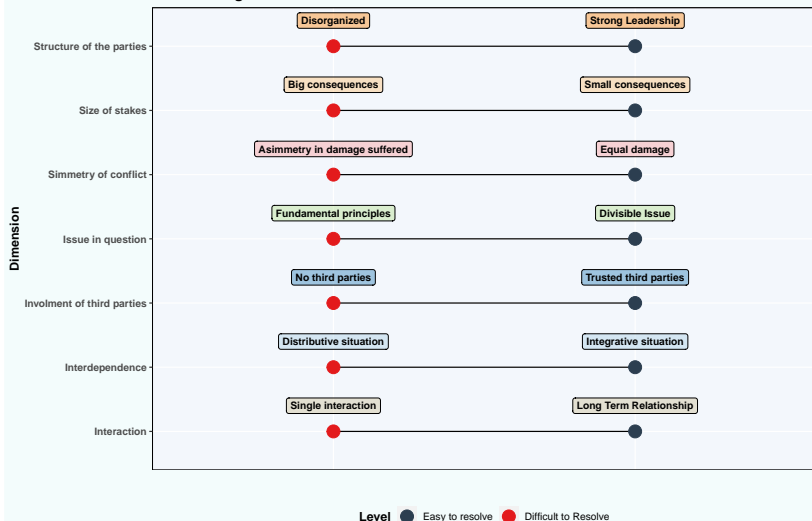 Disorganized Strong Leadership
Structure of the parties
Big consequences Small consequences
Size of stakes
Asimmetry in damage suffered Equal damage
Simmetry of conflict
Fundamental principles Divisible Issue
Issue in question
No third parties Trusted third parties
Involment of third parties
Distributive situation Integrative situation
Interdependence
Single interaction Long Term Relationship
Interaction
Dimension
Level Easy to resolve Difficult to Resolve